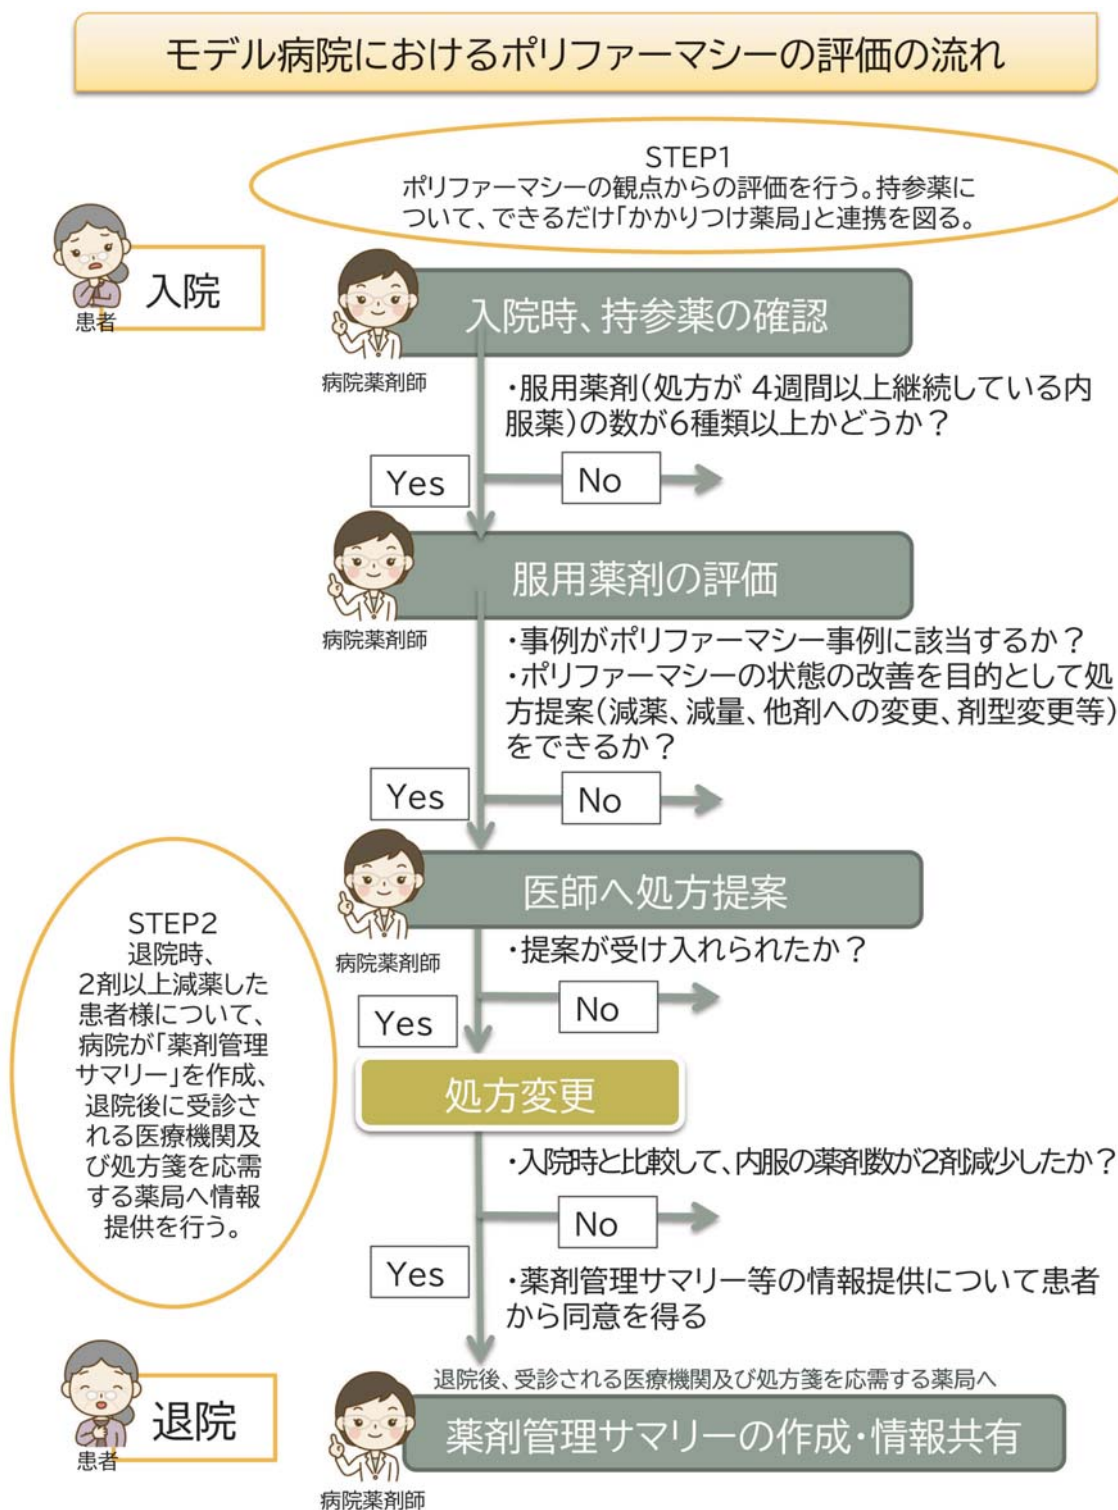 モデル病院におけるポリファーマシーの評価の流れ
STEP1
ポリファーマシーの観点からの評価を行う。持参薬に
ついて、できるだけ「かかりつけ薬局」と連携を図る。
患者
入院
病院薬剤師
入院時、持参薬の確認
・服用薬剤(処方が 4週間以上継続している内
服薬)の数が6種類以上かどうか？
Yes
No
病院薬剤師
服用薬剤の評価
・事例がポリファーマシー事例に該当するか？
・ポリファーマシーの状態の改善を目的として処
方提案(減薬、減量、他剤への変更、剤型変更等)
をできるか？
Yes
No
病院薬剤師
医師へ処方提案
・提案が受け入れられたか？
Yes
No
STEP2
退院時、
2剤以上減薬した
患者様について、
病院が「薬剤管理
サマリー」を作成、
退院後に受診さ
れる医療機関及
び処方箋を応需
する薬局へ情報
提供を行う。
処方変更
・入院時と比較して、内服の薬剤数が2剤減少したか？
No
Yes
・薬剤管理サマリー等の情報提供について患者
から同意を得る
患者
退院
病院薬剤師
退院後、受診される医療機関及び処方箋を応需する薬局へ
薬剤管理サマリーの作成・情報共有